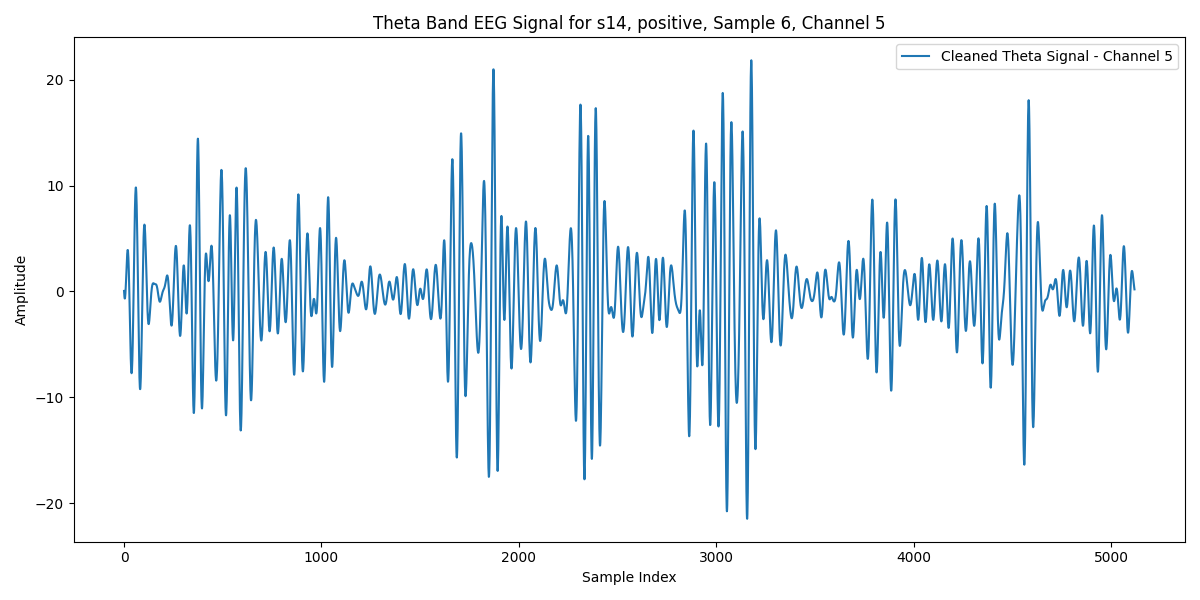 Theta Band EEG Signal for s14, positive, Sample 6, Channel 5
Cleaned Theta Signal - Channel 5
Amplitude
20
10
0
−10
−20
0 1000 2000 3000 4000 5000
Sample Index